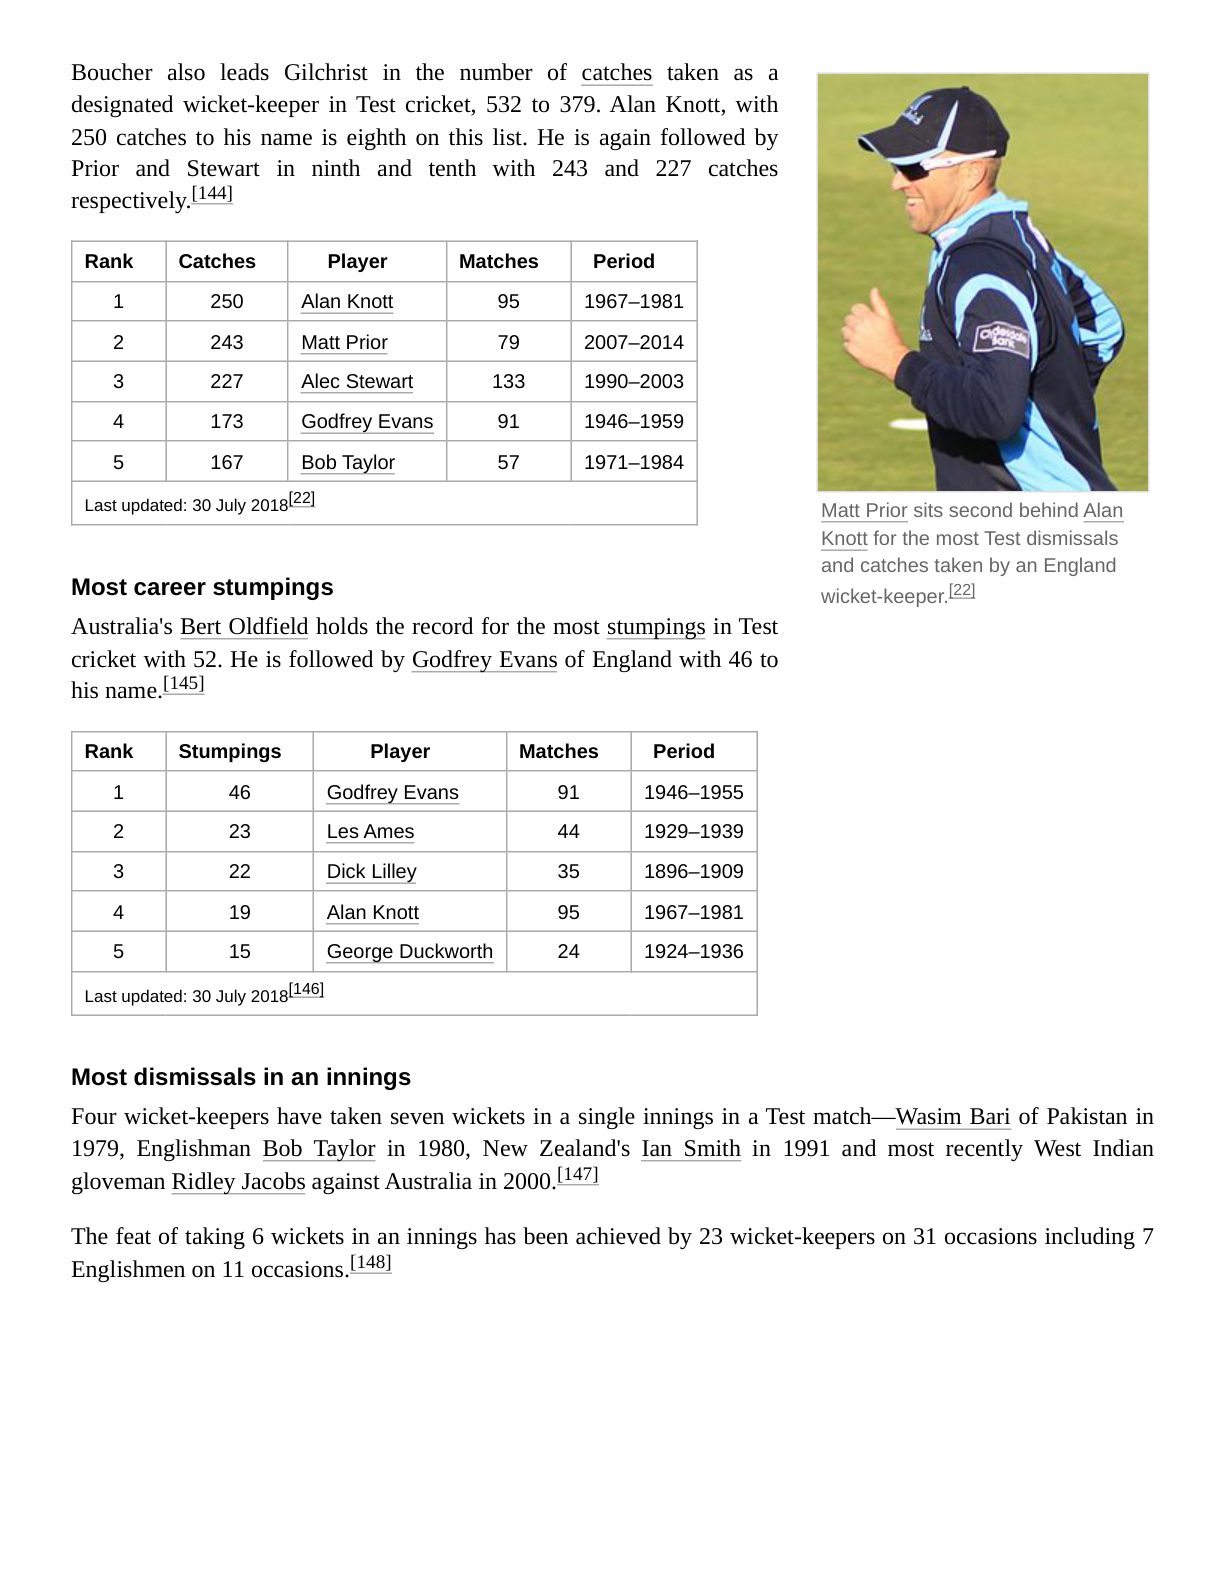 Boucher also leads Gilchrist in the number of catches taken as a
designated wicket-keeper in Test cricket, 532 to 379. Alan Knott, with
250 catches to his name is eighth on this list. He is again followed by
Prior and Stewart in ninth and tenth with 243 and 227 catches
respectively.[144]
Rank Catches Player Matches Period
1 250 Alan Knott 95 1967–1981
2 243 Matt Prior 79 2007–2014
3 227 Alec Stewart 133 1990–2003
4 173 Godfrey Evans 91 1946–1959
5 167 Bob Taylor 57 1971–1984
Last updated: 30 July 2018[22]
Clydesdale
Bank
Matt Prior sits second behind Alan
Knott for the most Test dismissals
and catches taken by an England
wicket-keeper.[22]
Most career stumpings
Australia's Bert Oldfield holds the record for the most stumpings in Test
cricket with 52. He is followed by Godfrey Evans of England with 46 to
his name.[145]
Rank Stumpings Player Matches Period
1 46 Godfrey Evans 91 1946–1955
2 23 Les Ames 44 1929–1939
3 22 Dick Lilley 35 1896–1909
4 19 Alan Knott 95 1967–1981
5 15 George Duckworth 24 1924–1936
Last updated: 30 July 2018[146]
Most dismissals in an innings
Four wicket-keepers have taken seven wickets in a single innings in a Test match—Wasim Bari of Pakistan in
1979, Englishman Bob Taylor in 1980, New Zealand's Ian Smith in 1991 and most recently West Indian
gloveman Ridley Jacobs against Australia in 2000.[147]
The feat of taking 6 wickets in an innings has been achieved by 23 wicket-keepers on 31 occasions including 7
Englishmen on 11 occasions.[148]